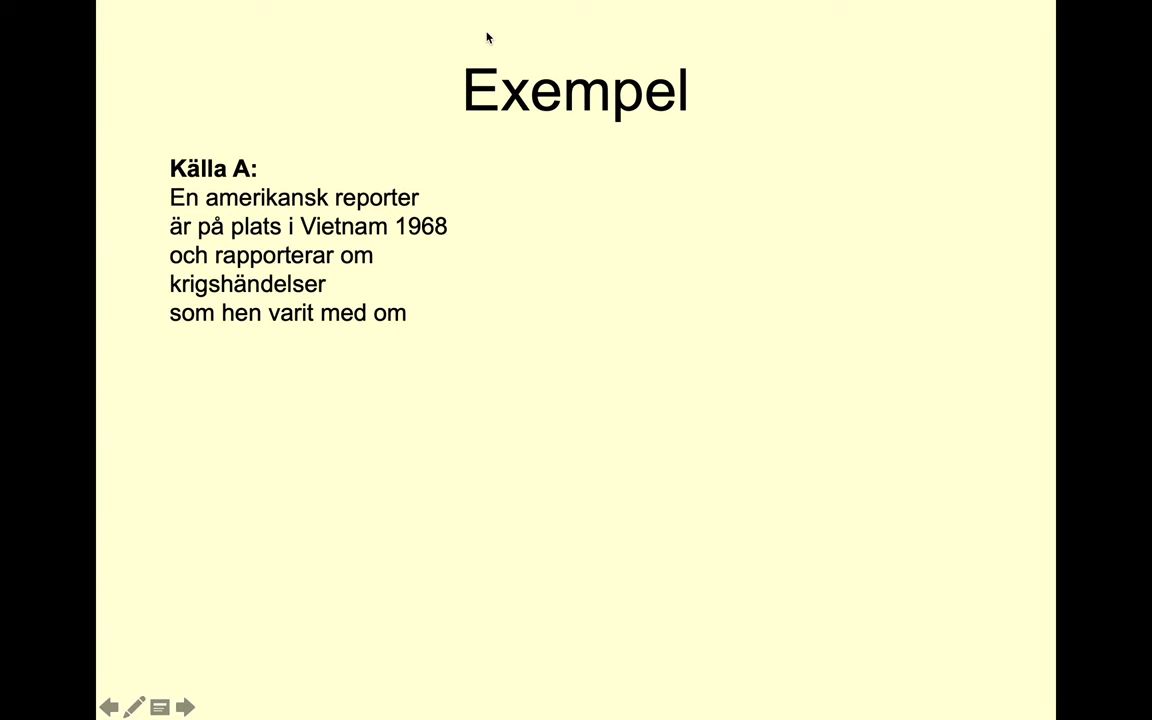 Exempel
Källa A:
En amerikansk reporter
är på plats i Vietnam 1968
och rapporterar om
krigshändelser
som hen varit med om